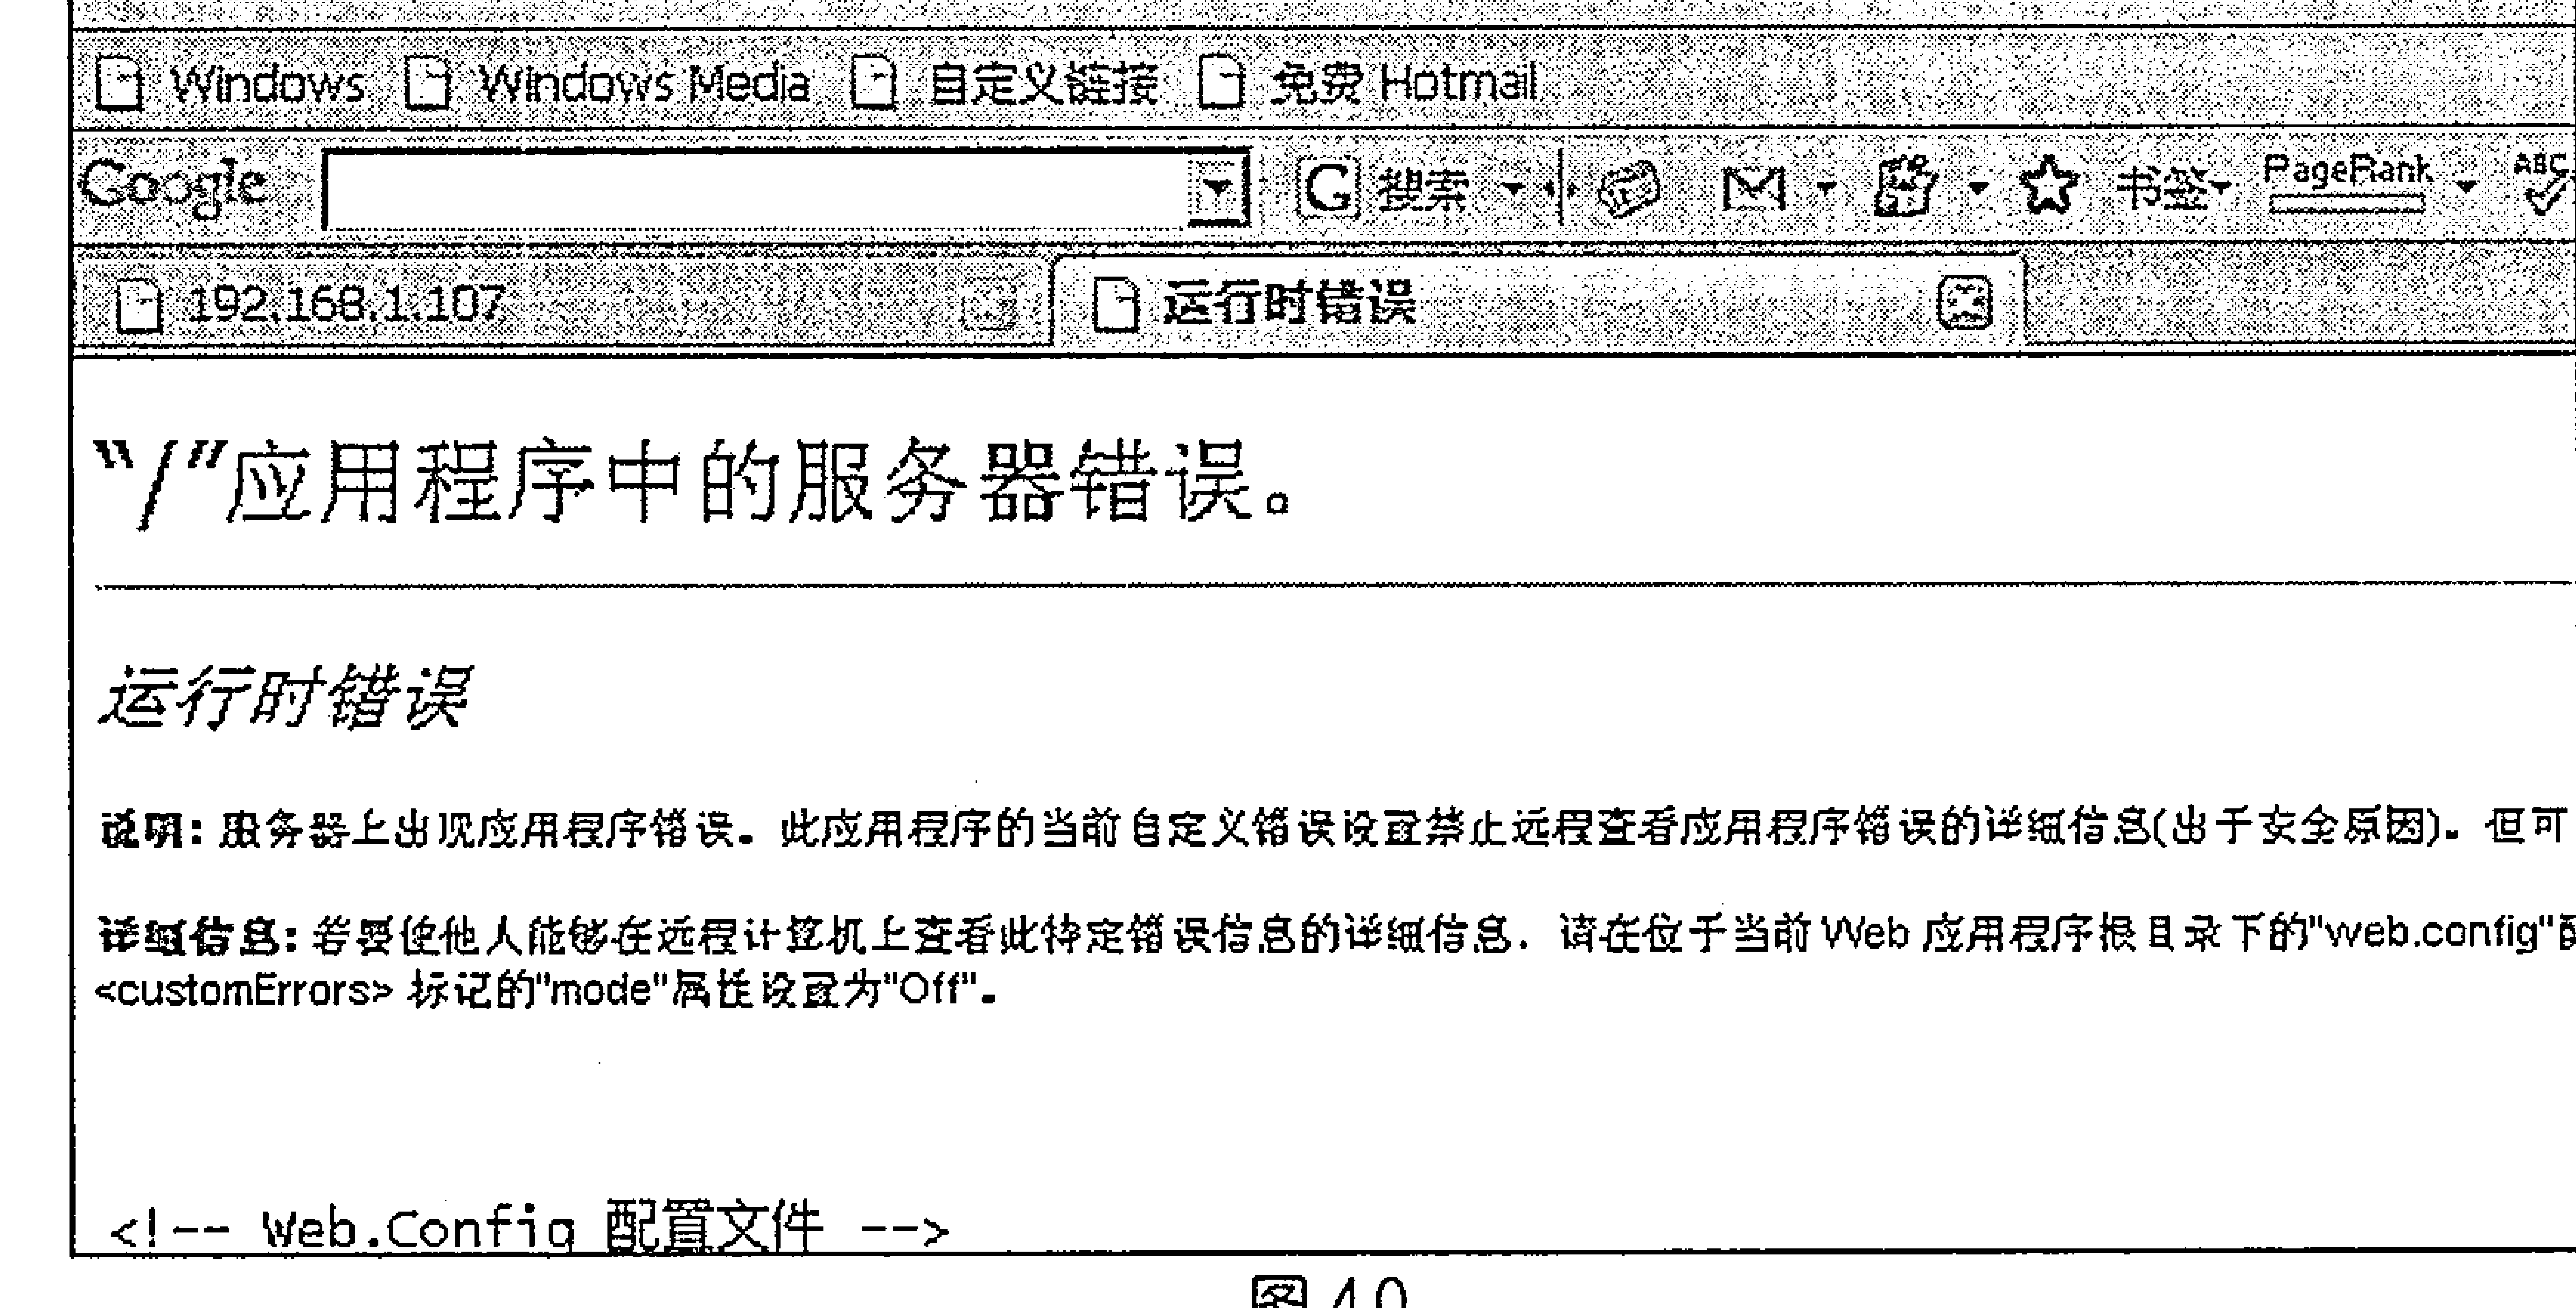 Windows Windows Media 自定义链接 免费 Hotmail
Google G 搜索 书签 PageRank ABC
192.168.1.107 运行时错误
“/”应用程序中的服务器错误。
运行时错误
说明: 服务器上出现应用程序错误。此应用程序的当前自定义错误设置禁止远程查看应用程序错误的详细信息(出于安全原因)。但可
详细信息: 若要使他人能够在远程计算机上查看此特定错误信息的详细信息，请在位于当前 Web 应用程序根目录下的"web.config"配
<customErrors> 标记的"mode"属性设置为"Off"。
<!-- Web.Config 配置文件 -->
图 40